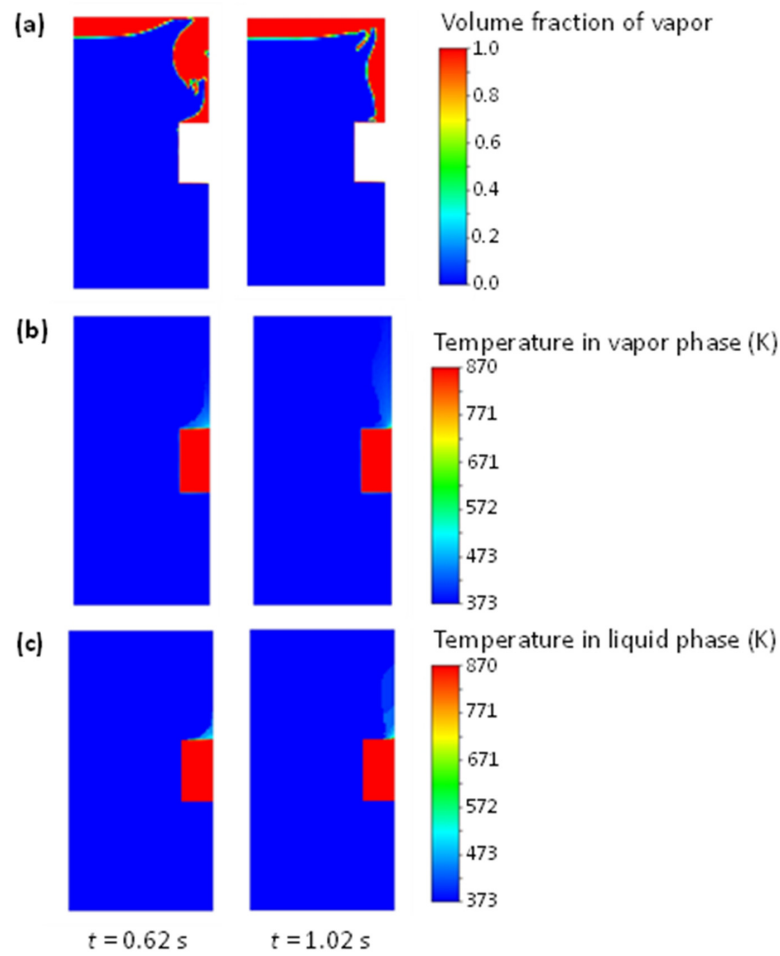 (a)
Volume fraction of vapor
1.0
0.8
0.6
0.4
0.2
0.0
(b)
Temperature in vapor phase (K)
870
771
671
572
473
373
(c)
Temperature in liquid phase (K)
870
771
671
572
473
373
t = 0.62 s
t = 1.02 s